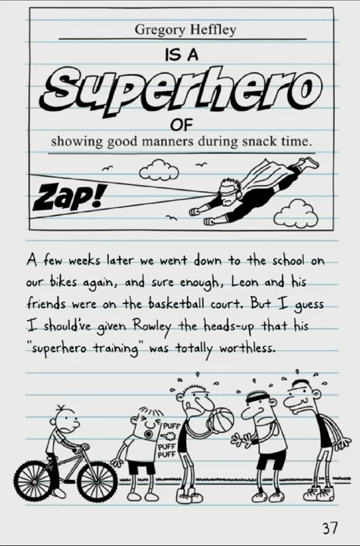 Gregory Heffley
IS A
Superhero
OF
showing good manners during snack time.
Zap!
A few weeks later we went down to the school on
our bikes again, and sure enough, Leon and his
friends were on the basketball court. But I guess
I should've given Rowley the heads-up that his
"superhero training" was totally worthless.
PUFF
PUFF
PUFF
37